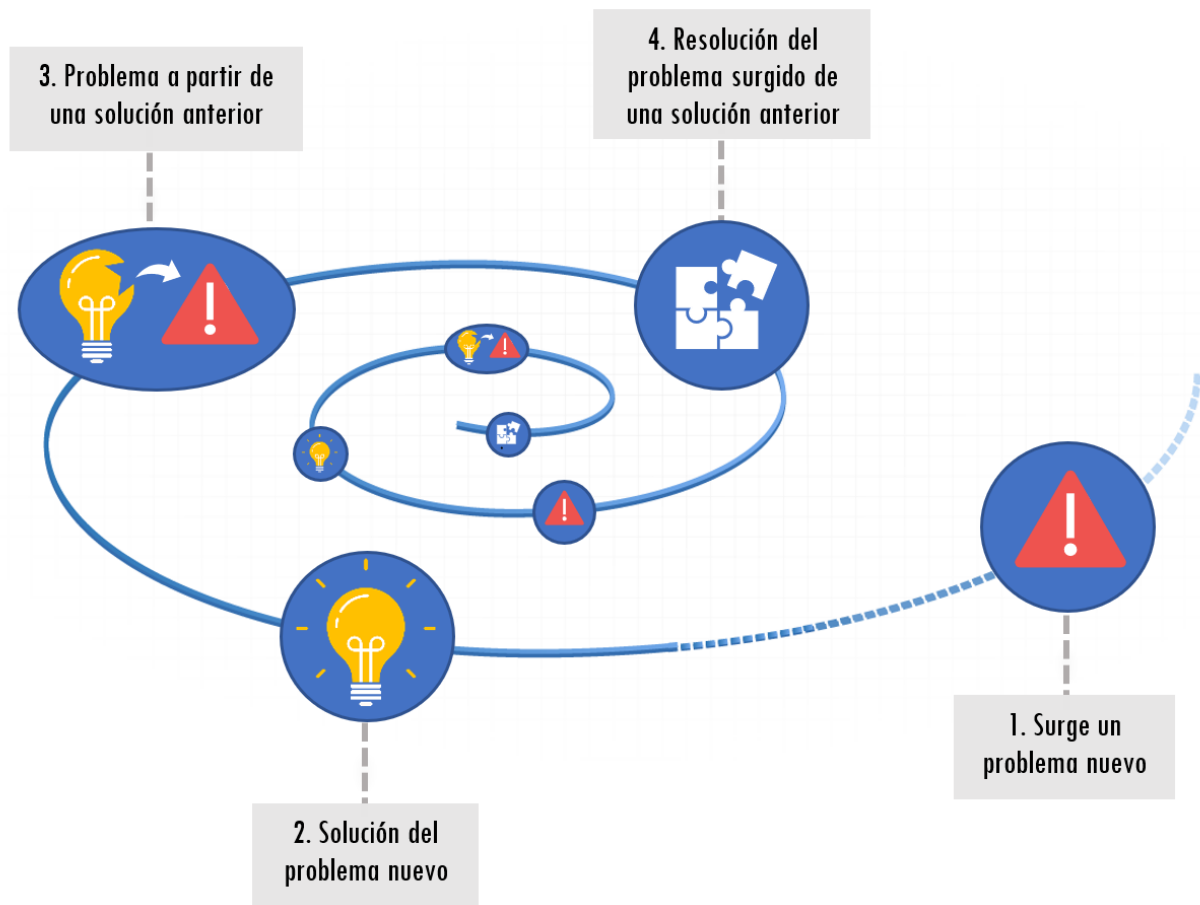 3. Problema a partir de
una solución anterior
4. Resolución del
problema surgido de
una solución anterior
1. Surge un
problema nuevo
2. Solución del
problema nuevo